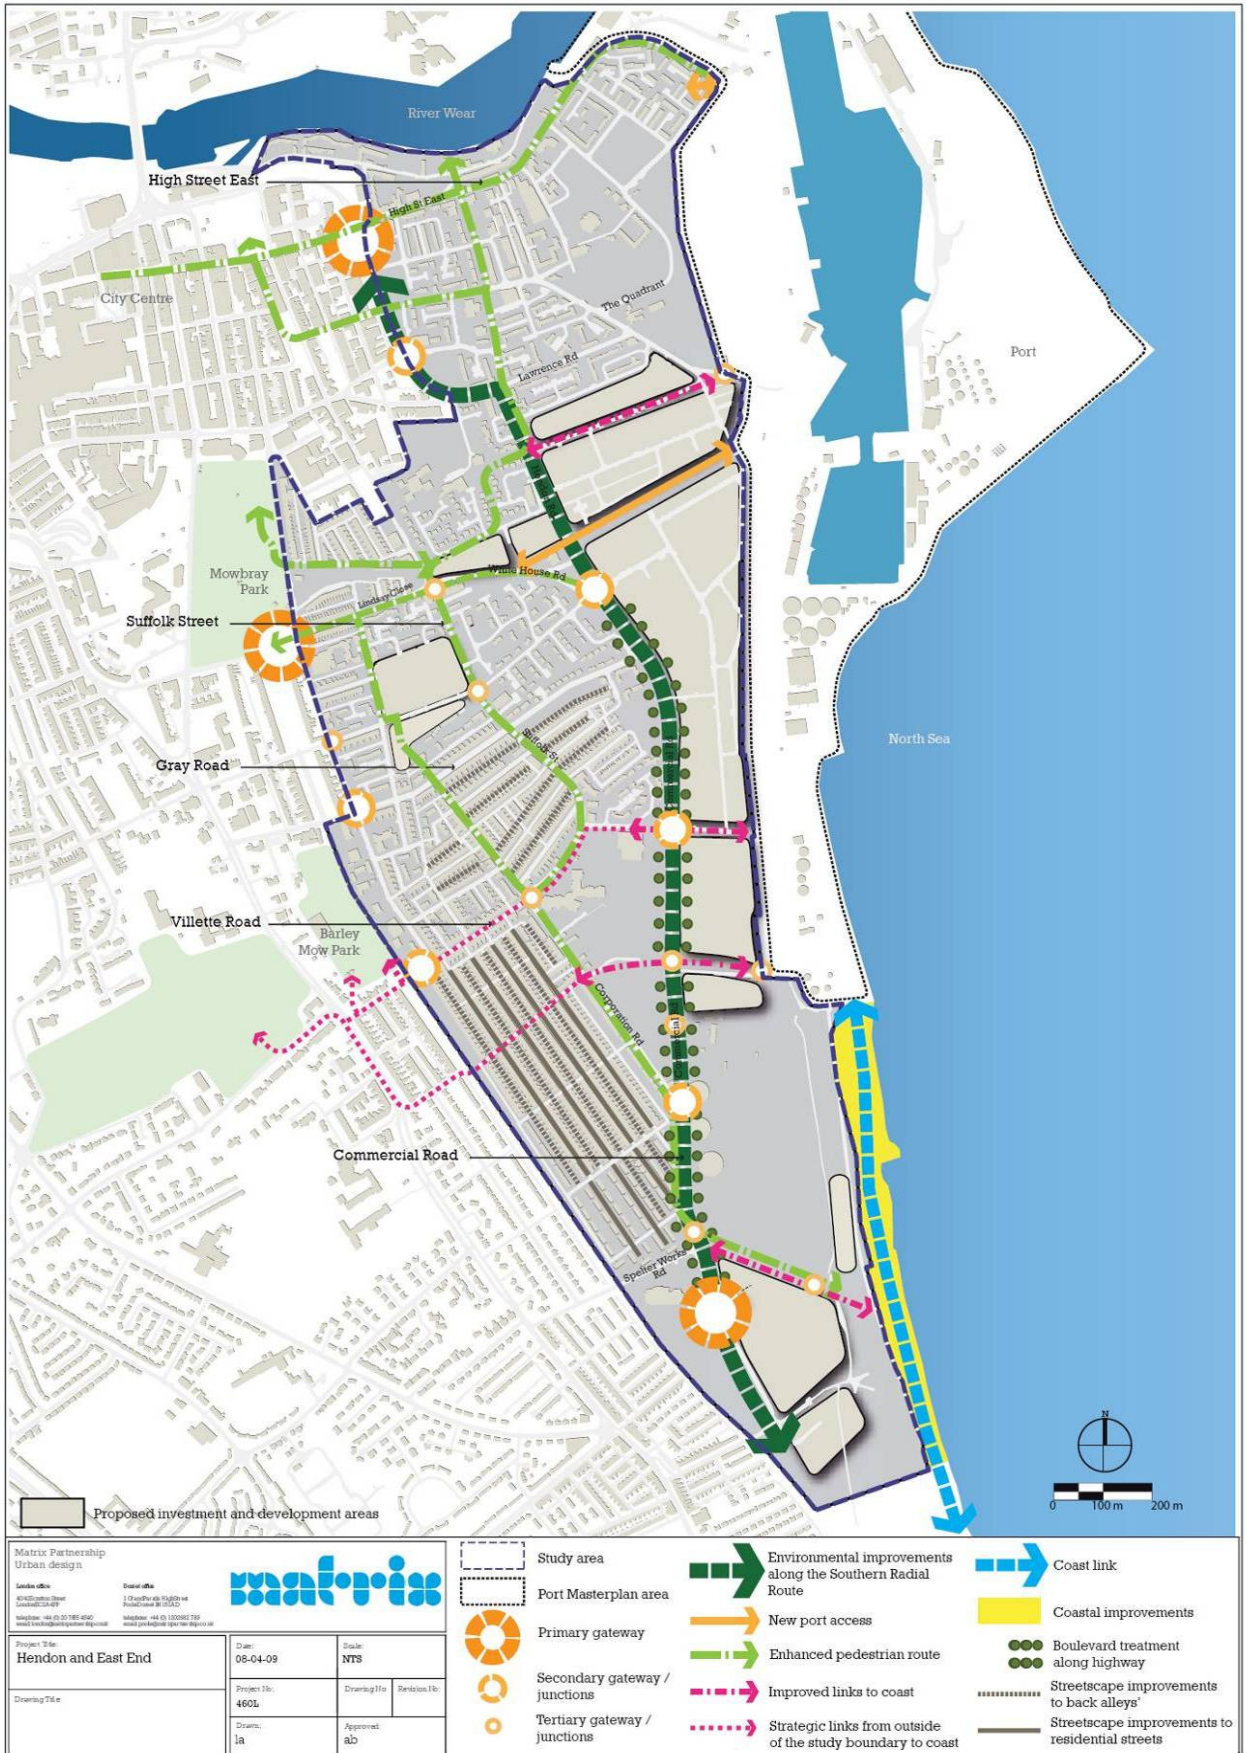 River Wear
High Street East
High St East
City Centre
The Quadrant
Lawrence Rd
Port
Mowbray
Park
White House Rd
Lindsay Close
Suffolk Street
North Sea
Gray Road
Suffolk St
Villette Road
Barley
Mow Park
Corporation Rd
Commercial Road
Spelter Works
Rd
N
0 100 m 200 m
Proposed investment and development areas
Matrix Partnership
Urban design
matrix
London office
Dorset office
Project Title:
Hendon and East End
Date:
08-04-09
Scale:
NTS
Drawing Title
Project No:
460L
Drawing No
Revision No:
Drawn:
la
Approved:
ab
Study area
Port Masterplan area
Primary gateway
Secondary gateway /
junctions
Tertiary gateway /
junctions
Environmental improvements
along the Southern Radial
Route
New port access
Enhanced pedestrian route
Improved links to coast
Strategic links from outside
of the study boundary to coast
Coast link
Coastal improvements
Boulevard treatment
along highway
Streetscape improvements
to back alleys'
Streetscape improvements to
residential streets